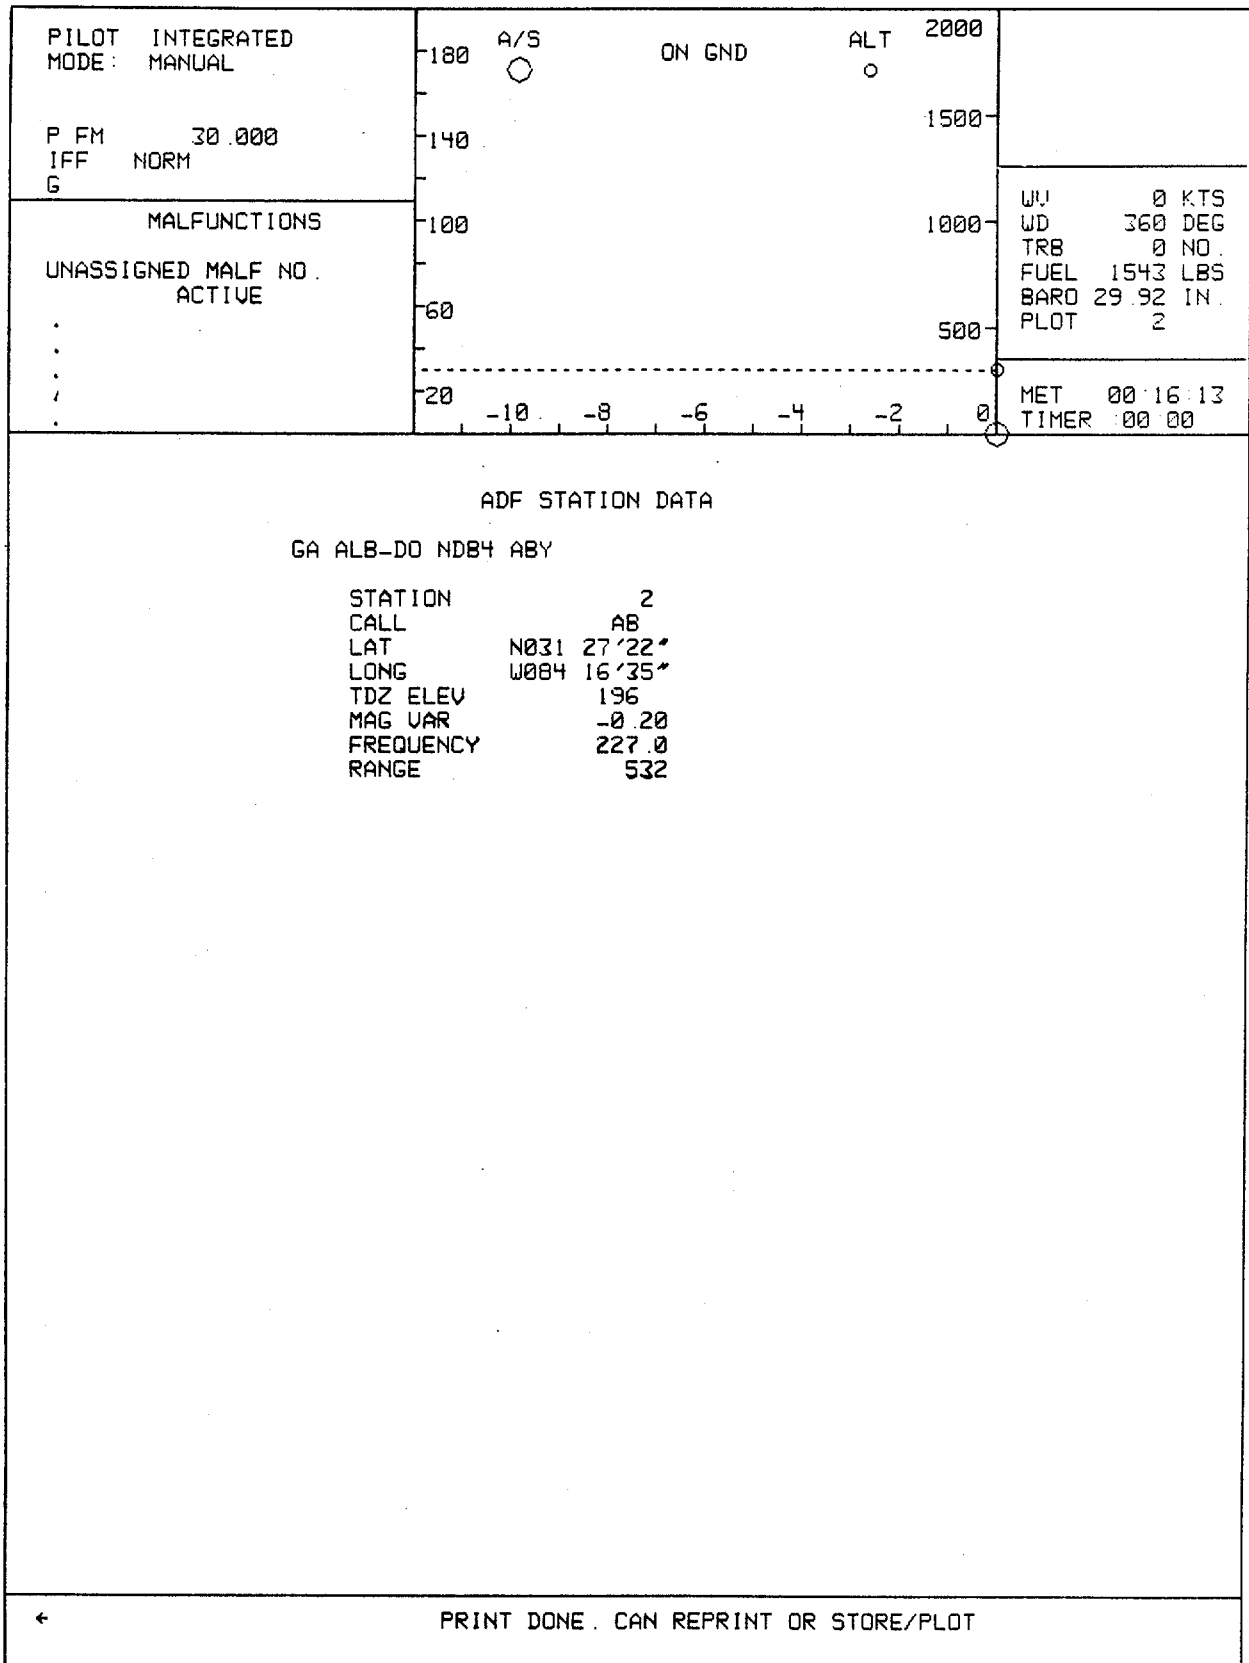 PILOT INTEGRATED
MODE: MANUAL
P FM 30.000
IFF NORM
G
MALFUNCTIONS
UNASSIGNED MALF NO.
ACTIVE
A/S
ON GND
ALT
180
140
100
60
20
2000
1500
1000
500
-10 -8 -6 -4 -2 0
WV 0 KTS
WD 360 DEG
TRB 0 NO.
FUEL 1543 LBS
BARO 29.92 IN.
PLOT 2
MET 00:16:13
TIMER :00:00
ADF STATION DATA
GA ALB-DO NDB4 ABY
STATION 2
CALL AB
LAT N031 27'22"
LONG W084 16'35"
TDZ ELEV 196
MAG VAR -0.20
FREQUENCY 227.0
RANGE 532
← PRINT DONE. CAN REPRINT OR STORE/PLOT